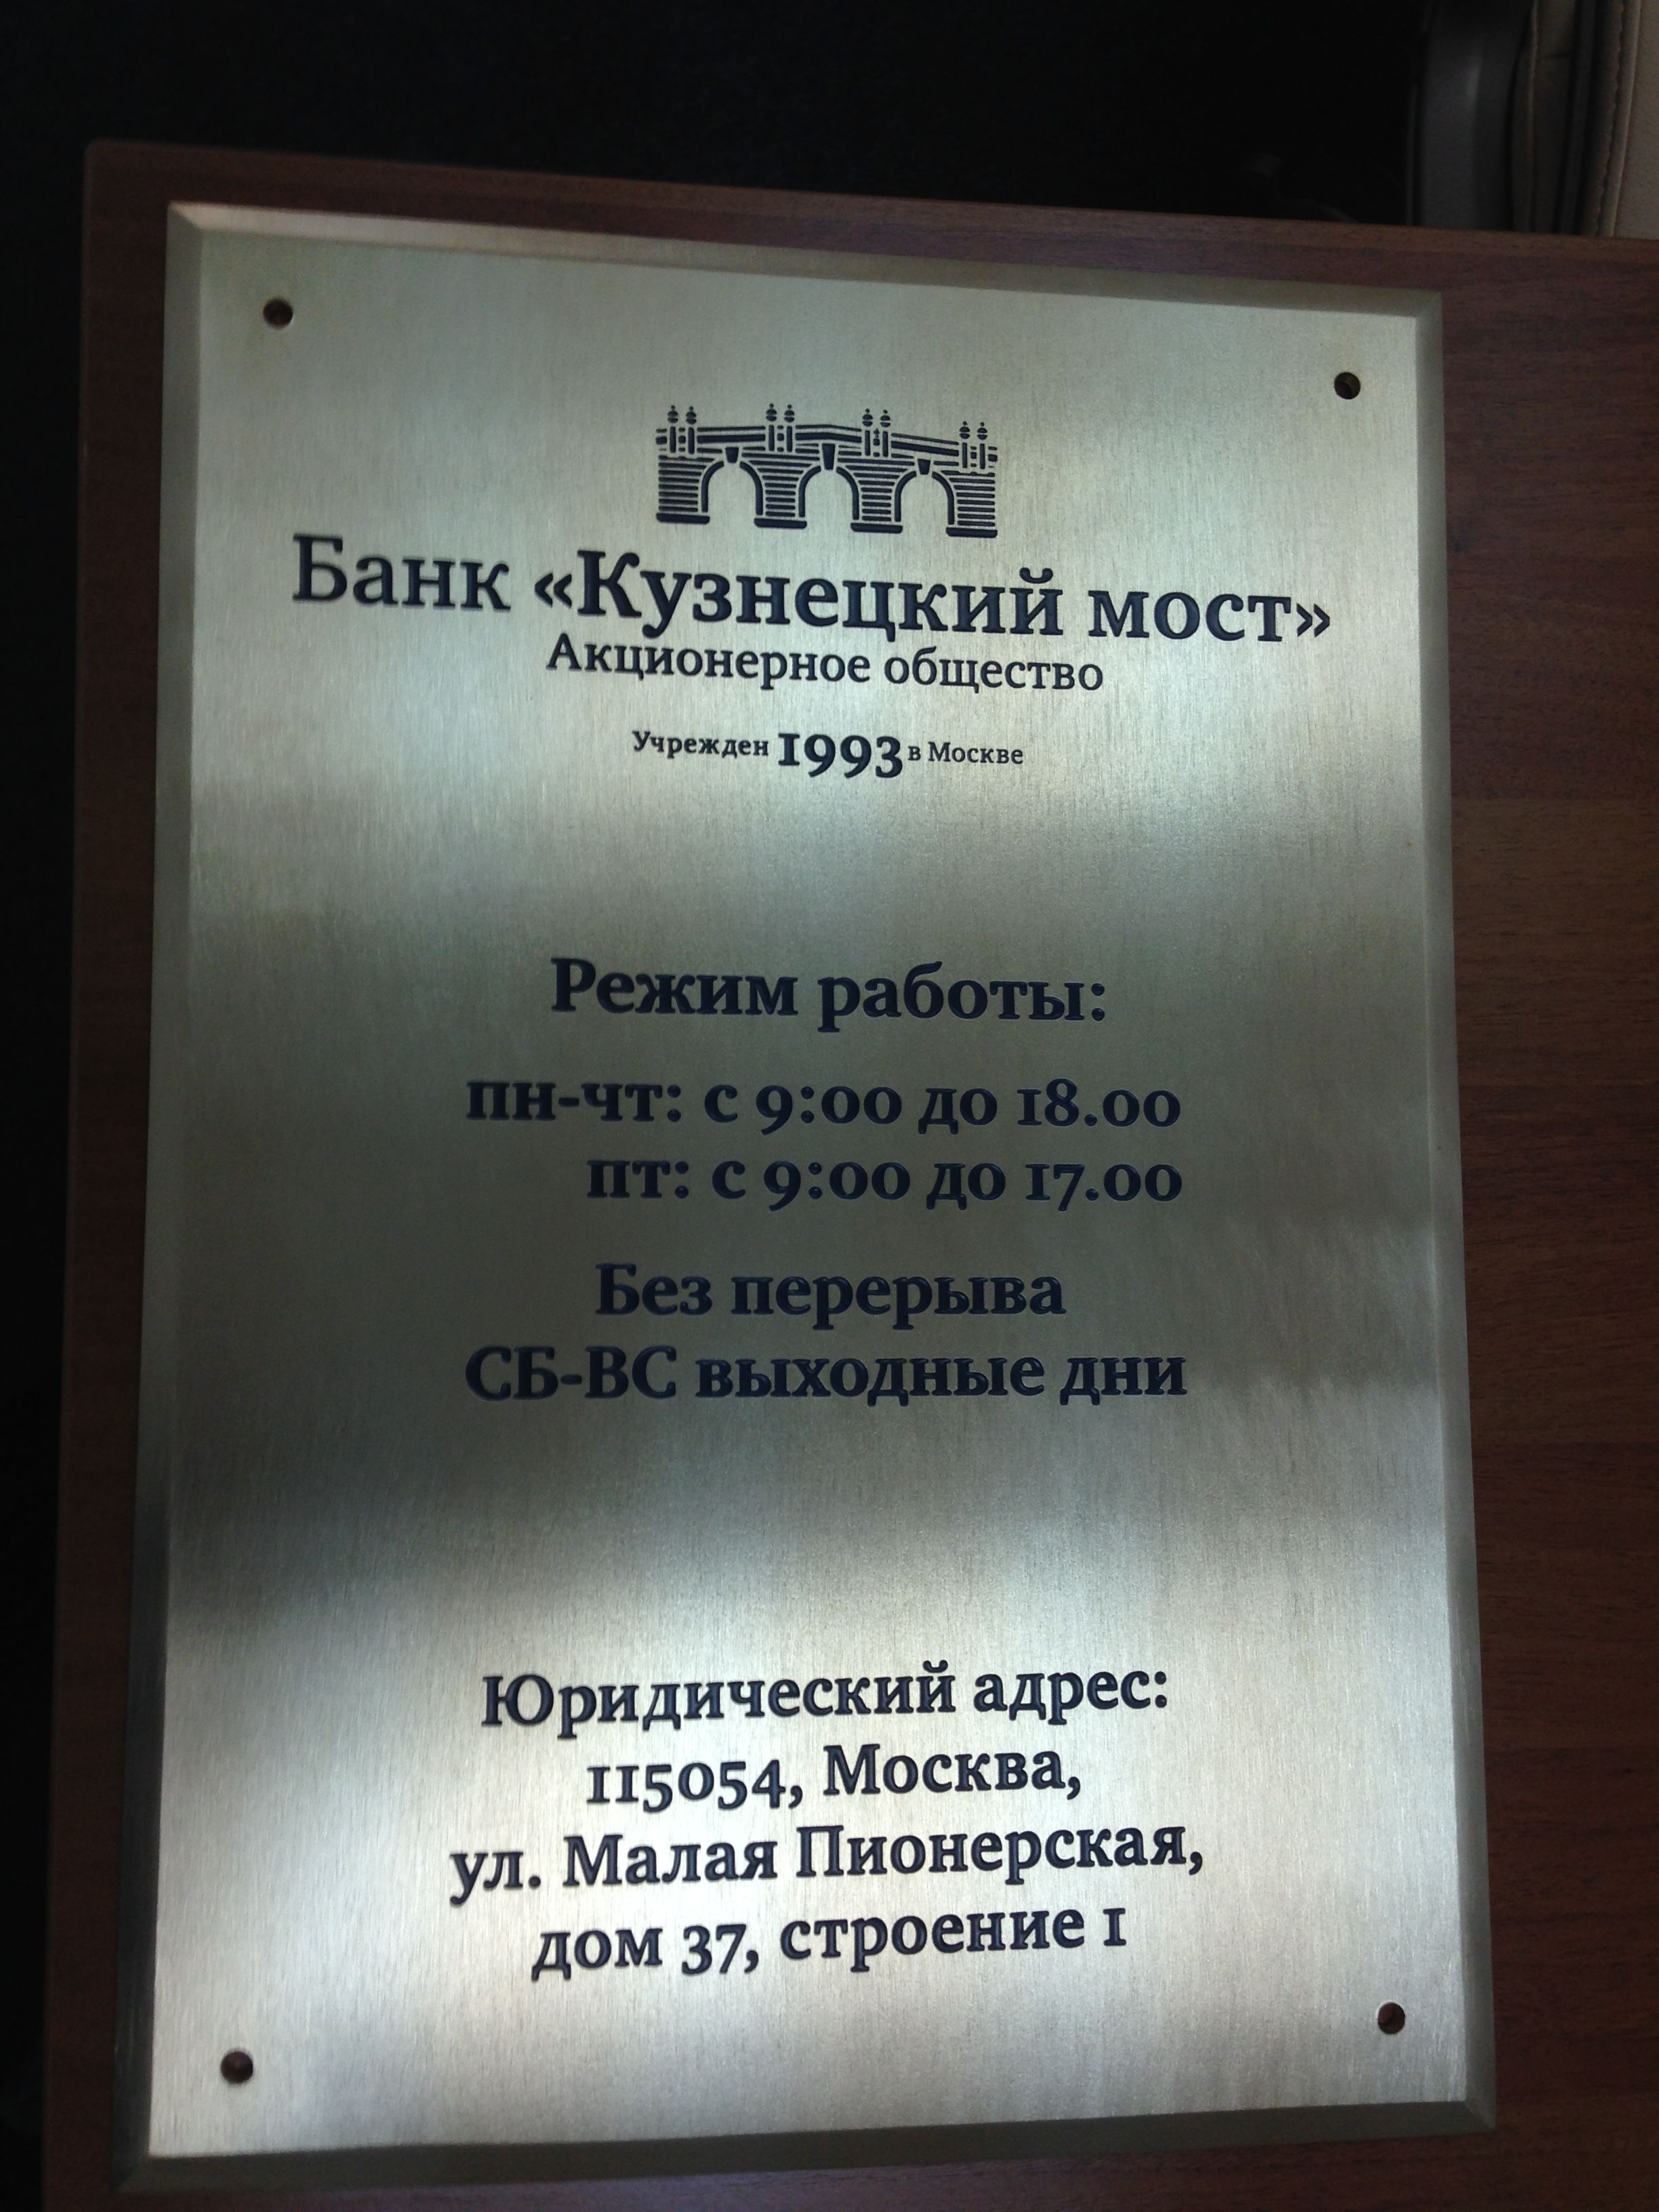 Банк «Кузнецкий мост»
Акционерное общество
Учрежден 1993 в Москве
Режим работы:
пн-чт: с 9:00 до 18.00
пт: с 9:00 до 17.00
Без перерыва
СБ-ВС выходные дни
Юридический адрес:
115054, Москва,
ул. Малая Пионерская,
дом 37, строение 1